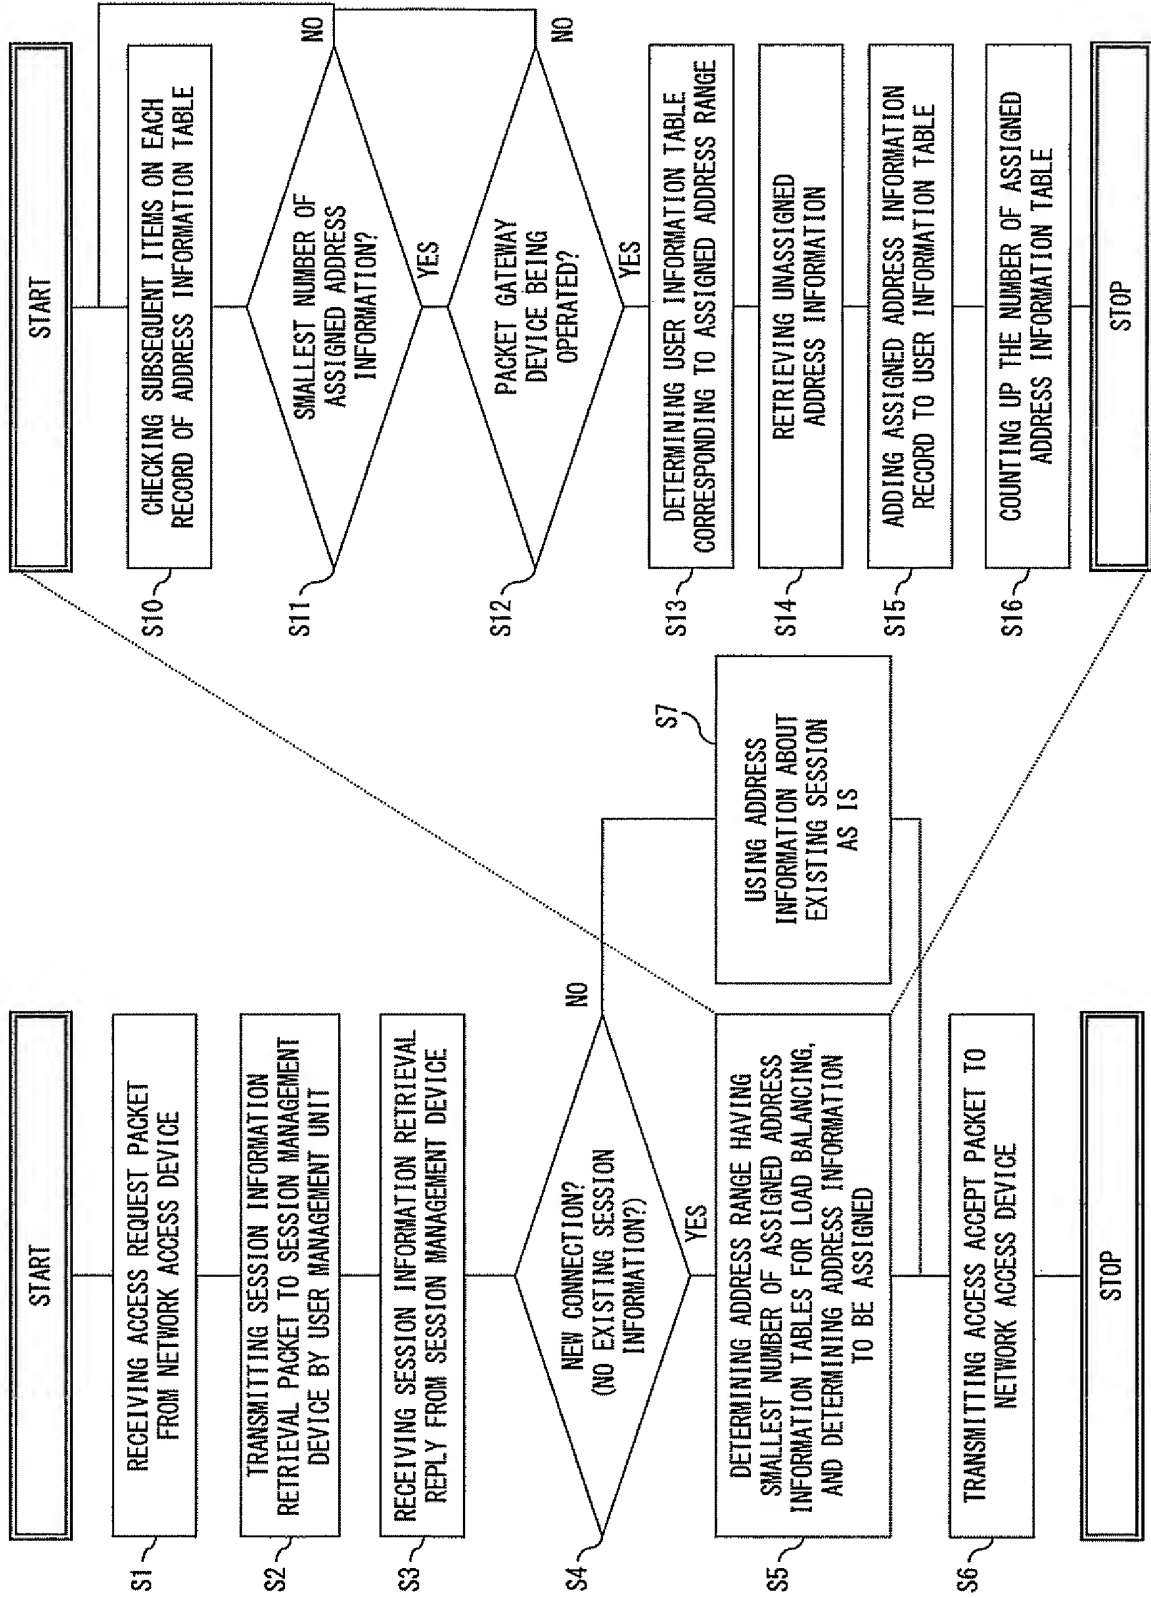 START
S1
RECEIVING ACCESS REQUEST PACKET
FROM NETWORK ACCESS DEVICE
S2
TRANSMITTING SESSION INFORMATION
RETRIEVAL PACKET TO SESSION MANAGEMENT
DEVICE BY USER MANAGEMENT UNIT
S3
RECEIVING SESSION INFORMATION RETRIEVAL
REPLY FROM SESSION MANAGEMENT DEVICE
S4
NEW CONNECTION?
(NO EXISTING SESSION
INFORMATION?)
NO
YES
S5
DETERMINING ADDRESS RANGE HAVING
SMALLEST NUMBER OF ASSIGNED ADDRESS
INFORMATION TABLES FOR LOAD BALANCING,
AND DETERMINING ADDRESS INFORMATION
TO BE ASSIGNED
S7
USING ADDRESS
INFORMATION ABOUT
EXISTING SESSION
AS IS
S6
TRANSMITTING ACCESS ACCEPT PACKET TO
NETWORK ACCESS DEVICE
STOP
START
S10
CHECKING SUBSEQUENT ITEMS ON EACH
RECORD OF ADDRESS INFORMATION TABLE
S11
SMALLEST NUMBER OF
ASSIGNED ADDRESS
INFORMATION?
NO
YES
S12
PACKET GATEWAY
DEVICE BEING
OPERATED?
NO
YES
S13
DETERMINING USER INFORMATION TABLE
CORRESPONDING TO ASSIGNED ADDRESS RANGE
S14
RETRIEVING UNASSIGNED
ADDRESS INFORMATION
S15
ADDING ASSIGNED ADDRESS INFORMATION
RECORD TO USER INFORMATION TABLE
S16
COUNTING UP THE NUMBER OF ASSIGNED
ADDRESS INFORMATION TABLE
STOP